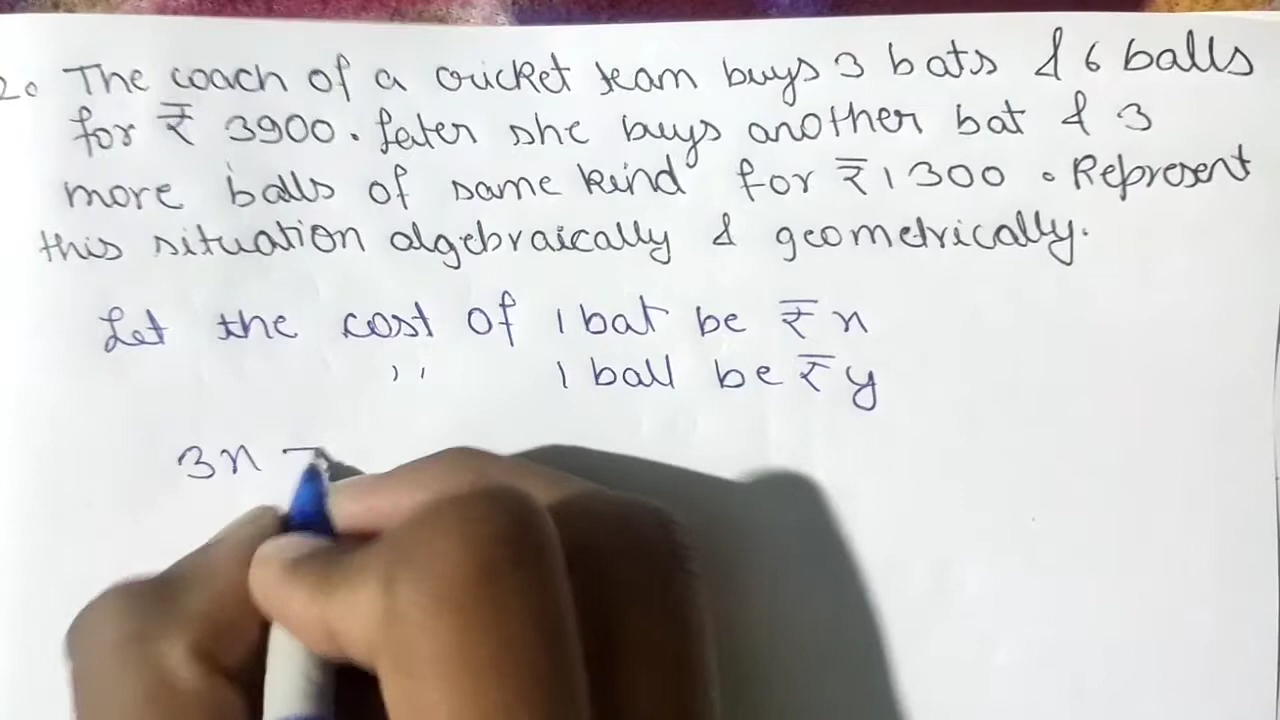 2. The coach of a cricket team buys 3 bats & 6 balls
for ₹ 3900. Later she buys another bat & 3
more balls of same kind for ₹1300. Represent
this situation algebraically & geometrically.
Let the cost of 1 bat be ₹ x
,, 1 ball be ₹ y
3x